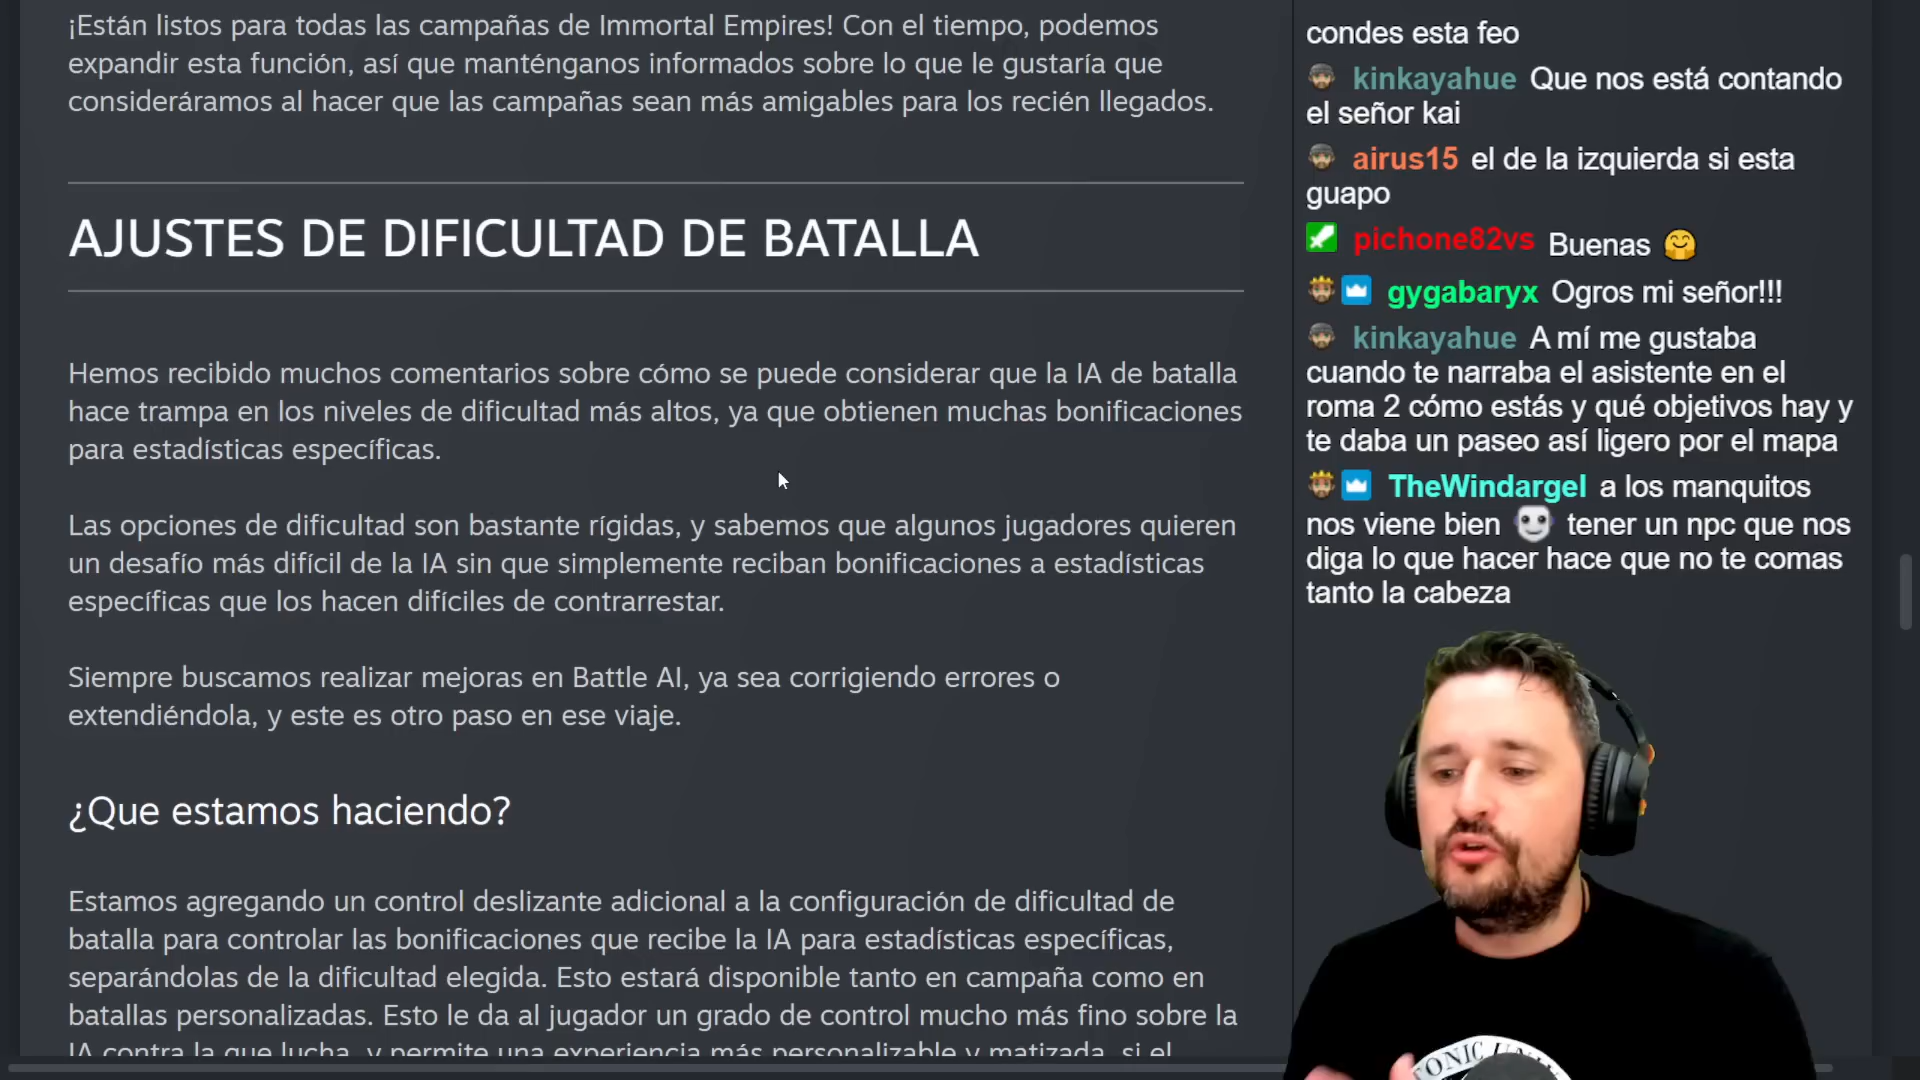 ¡Están listos para todas las campañas de Immortal Empires! Con el tiempo, podemos
expandir esta función, así que manténganos informados sobre lo que le gustaría que
consideráramos al hacer que las campañas sean más amigables para los recién llegados.
AJUSTES DE DIFICULTAD DE BATALLA
Hemos recibido muchos comentarios sobre cómo se puede considerar que la IA de batalla
hace trampa en los niveles de dificultad más altos, ya que obtienen muchas bonificaciones
para estadísticas específicas.
Las opciones de dificultad son bastante rígidas, y sabemos que algunos jugadores quieren
un desafío más difícil de la IA sin que simplemente reciban bonificaciones a estadísticas
específicas que los hacen difíciles de contrarrestar.
Siempre buscamos realizar mejoras en Battle AI, ya sea corrigiendo errores o
extendiéndola, y este es otro paso en ese viaje.
¿Que estamos haciendo?
Estamos agregando un control deslizante adicional a la configuración de dificultad de
batalla para controlar las bonificaciones que recibe la IA para estadísticas específicas,
separándolas de la dificultad elegida. Esto estará disponible tanto en campaña como en
batallas personalizadas. Esto le da al jugador un grado de control mucho más fino sobre la
IA contra la que lucha, y permite una experiencia más personalizable y matizada, si el
condes esta feo
kinkayahue Que nos está contando
el señor kai
airus15 el de la izquierda si esta
guapo
pichone82vs Buenas
gygabaryx Ogros mi señor!!!
kinkayahue A mí me gustaba
cuando te narraba el asistente en el
roma 2 cómo estás y qué objetivos hay y
te daba un paseo así ligero por el mapa
TheWindargel a los manquitos
nos viene bien tener un npc que nos
diga lo que hacer hace que no te comas
tanto la cabeza